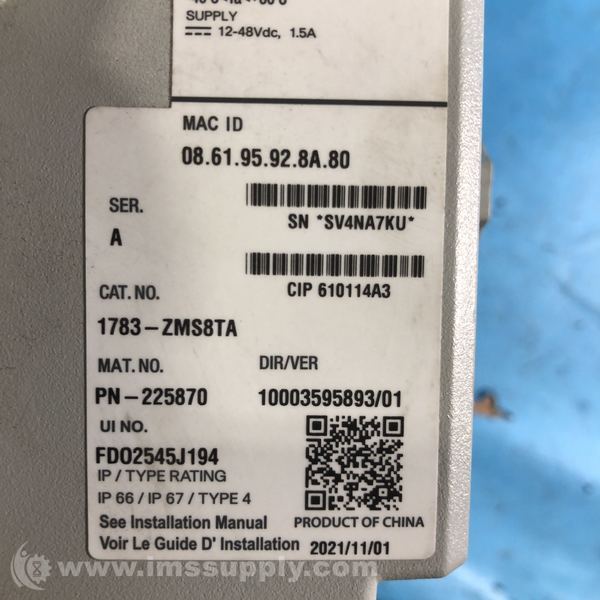 SUPPLY
12-48Vdc, 1.5A
MAC ID
08.61.95.92.8A.80
SER.
A
SN *SV4NA7KU*
CAT. NO.
CIP 610114A3
1783-ZMS8TA
MAT. NO.
DIR/VER
PN-225870
10003595893/01
UI NO.
FDO2545J194
IP / TYPE RATING
IP 66 / IP 67 / TYPE 4
See Installation Manual
PRODUCT OF CHINA
Voir Le Guide D' Installation
2021/11/01
© www.imssupply.com